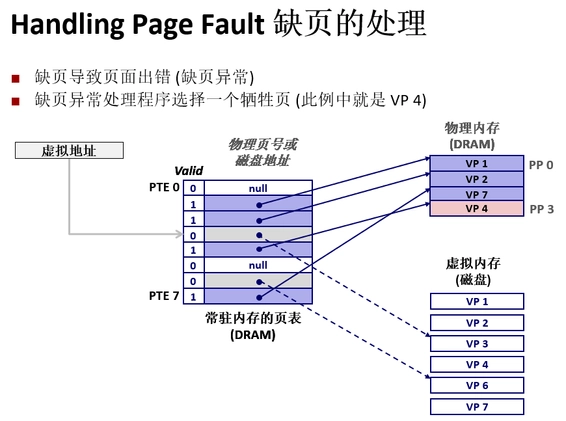 Handling Page Fault 缺页的处理
缺页导致页面出错 (缺页异常)
缺页异常处理程序选择一个牺牲页 (此例中就是 VP 4)
虚拟地址
物理页号或
磁盘地址
Valid
PTE 0
0
null
1
1
0
1
0
null
0
PTE 7
1
常驻内存的页表
(DRAM)
物理内存
(DRAM)
VP 1
PP 0
VP 2
VP 7
VP 4
PP 3
虚拟内存
(磁盘)
VP 1
VP 2
VP 3
VP 4
VP 6
VP 7